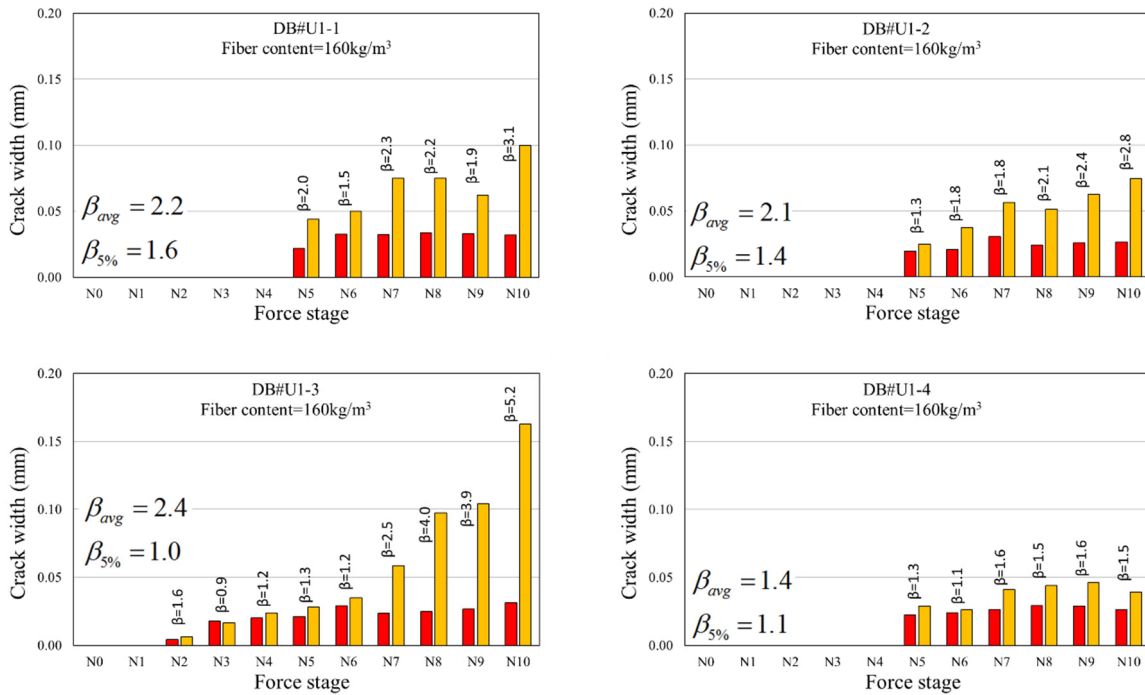 DB#U1-1
Fiber content=160kg/m³
Crack width (mm)
0.20
0.15
0.10
0.05
0.00
β=2.0
β=1.5
β=2.3
β=2.2
β=1.9
β=3.1
βavg = 2.2
β5% = 1.6
N0 N1 N2 N3 N4 N5 N6 N7 N8 N9 N10
Force stage
DB#U1-2
Fiber content=160kg/m³
Crack width (mm)
0.20
0.15
0.10
0.05
0.00
β=1.3
β=1.8
β=1.8
β=2.1
β=2.4
β=2.8
βavg = 2.1
β5% = 1.4
N0 N1 N2 N3 N4 N5 N6 N7 N8 N9 N10
Force stage
DB#U1-3
Fiber content=160kg/m³
Crack width (mm)
0.20
0.15
0.10
0.05
0.00
β=1.6
β=0.9
β=1.2
β=1.3
β=1.2
β=2.5
β=4.0
β=3.9
β=5.2
βavg = 2.4
β5% = 1.0
N0 N1 N2 N3 N4 N5 N6 N7 N8 N9 N10
Force stage
DB#U1-4
Fiber content=160kg/m³
Crack width (mm)
0.20
0.15
0.10
0.05
0.00
β=1.3
β=1.1
β=1.6
β=1.5
β=1.6
β=1.5
βavg = 1.4
β5% = 1.1
N0 N1 N2 N3 N4 N5 N6 N7 N8 N9 N10
Force stage